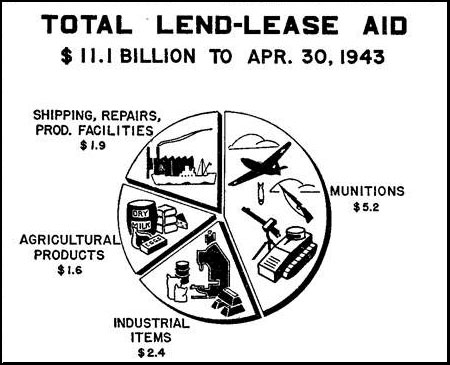 TOTAL LEND-LEASE AID
$ 11.1 BILLION TO APR. 30, 1943
SHIPPING, REPAIRS,
PROD. FACILITIES
$ 1.9
MUNITIONS
$ 5.2
DRY
MILK
AGRICULTURAL
PRODUCTS
$ 1.6
INDUSTRIAL
ITEMS
$ 2.4